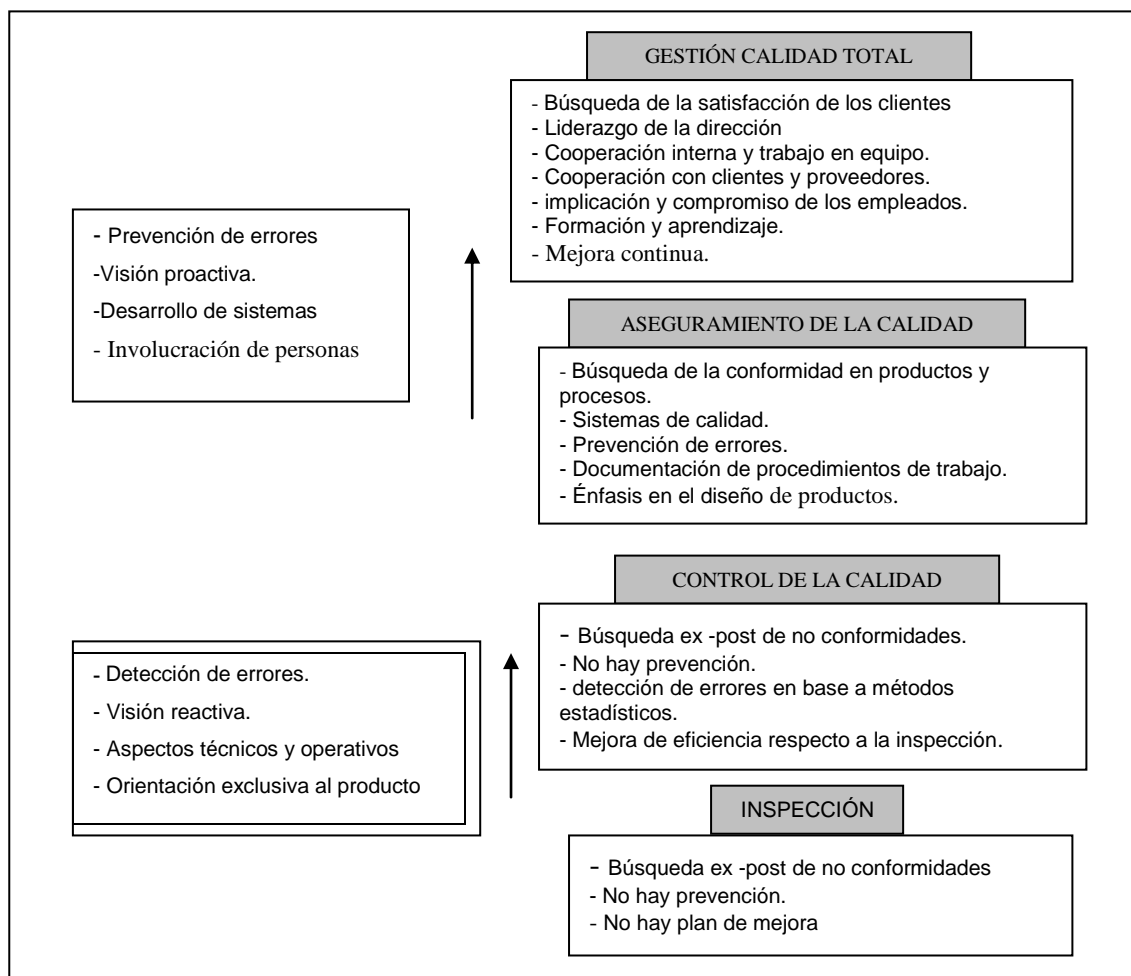 GESTIÓN CALIDAD TOTAL
- Búsqueda de la satisfacción de los clientes
- Liderazgo de la dirección
- Cooperación interna y trabajo en equipo.
- Cooperación con clientes y proveedores.
- implicación y compromiso de los empleados.
- Formación y aprendizaje.
- Mejora continua.
- Prevención de errores
-Visión proactiva.
-Desarrollo de sistemas
- Involucración de personas
ASEGURAMIENTO DE LA CALIDAD
- Búsqueda de la conformidad en productos y
procesos.
- Sistemas de calidad.
- Prevención de errores.
- Documentación de procedimientos de trabajo.
- Énfasis en el diseño de productos.
CONTROL DE LA CALIDAD
- Búsqueda ex -post de no conformidades.
- No hay prevención.
- detección de errores en base a métodos
estadísticos.
- Mejora de eficiencia respecto a la inspección.
- Detección de errores.
- Visión reactiva.
- Aspectos técnicos y operativos
- Orientación exclusiva al producto
INSPECCIÓN
- Búsqueda ex -post de no conformidades
- No hay prevención.
- No hay plan de mejora